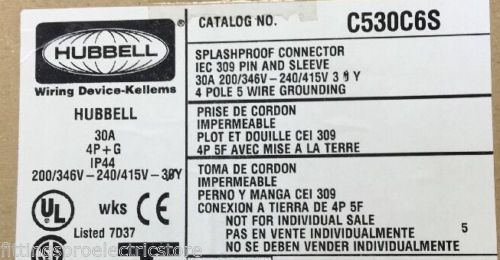 CATALOG NO. C530C6S
HUBBELL
Wiring Device-Kellems
HUBBELL
30A
4P+G
IP44
200/346V-240/415V-3ØY
UL
wks CE
Listed 7D37
SPLASHPROOF CONNECTOR
IEC 309 PIN AND SLEEVE
30A 200/346V-240/415V 3 Ø Y
4 POLE 5 WIRE GROUNDING
PRISE DE CORDON
IMPERMEABLE
PLOT ET DOUILLE CEI 309
4P 5F AVEC MISE A LA TERRE
TOMA DE CORDON
IMPERMEABLE
PERNO Y MANGA CEI 309
CONEXION A TIERRA DE 4P 5F
NOT FOR INDIVIDUAL SALE
PAS EN VENTE INDIVIDUALMENT 5
NO SE DEBEN VENDER INDIVIDUALMENT
fittingsproelectricstore